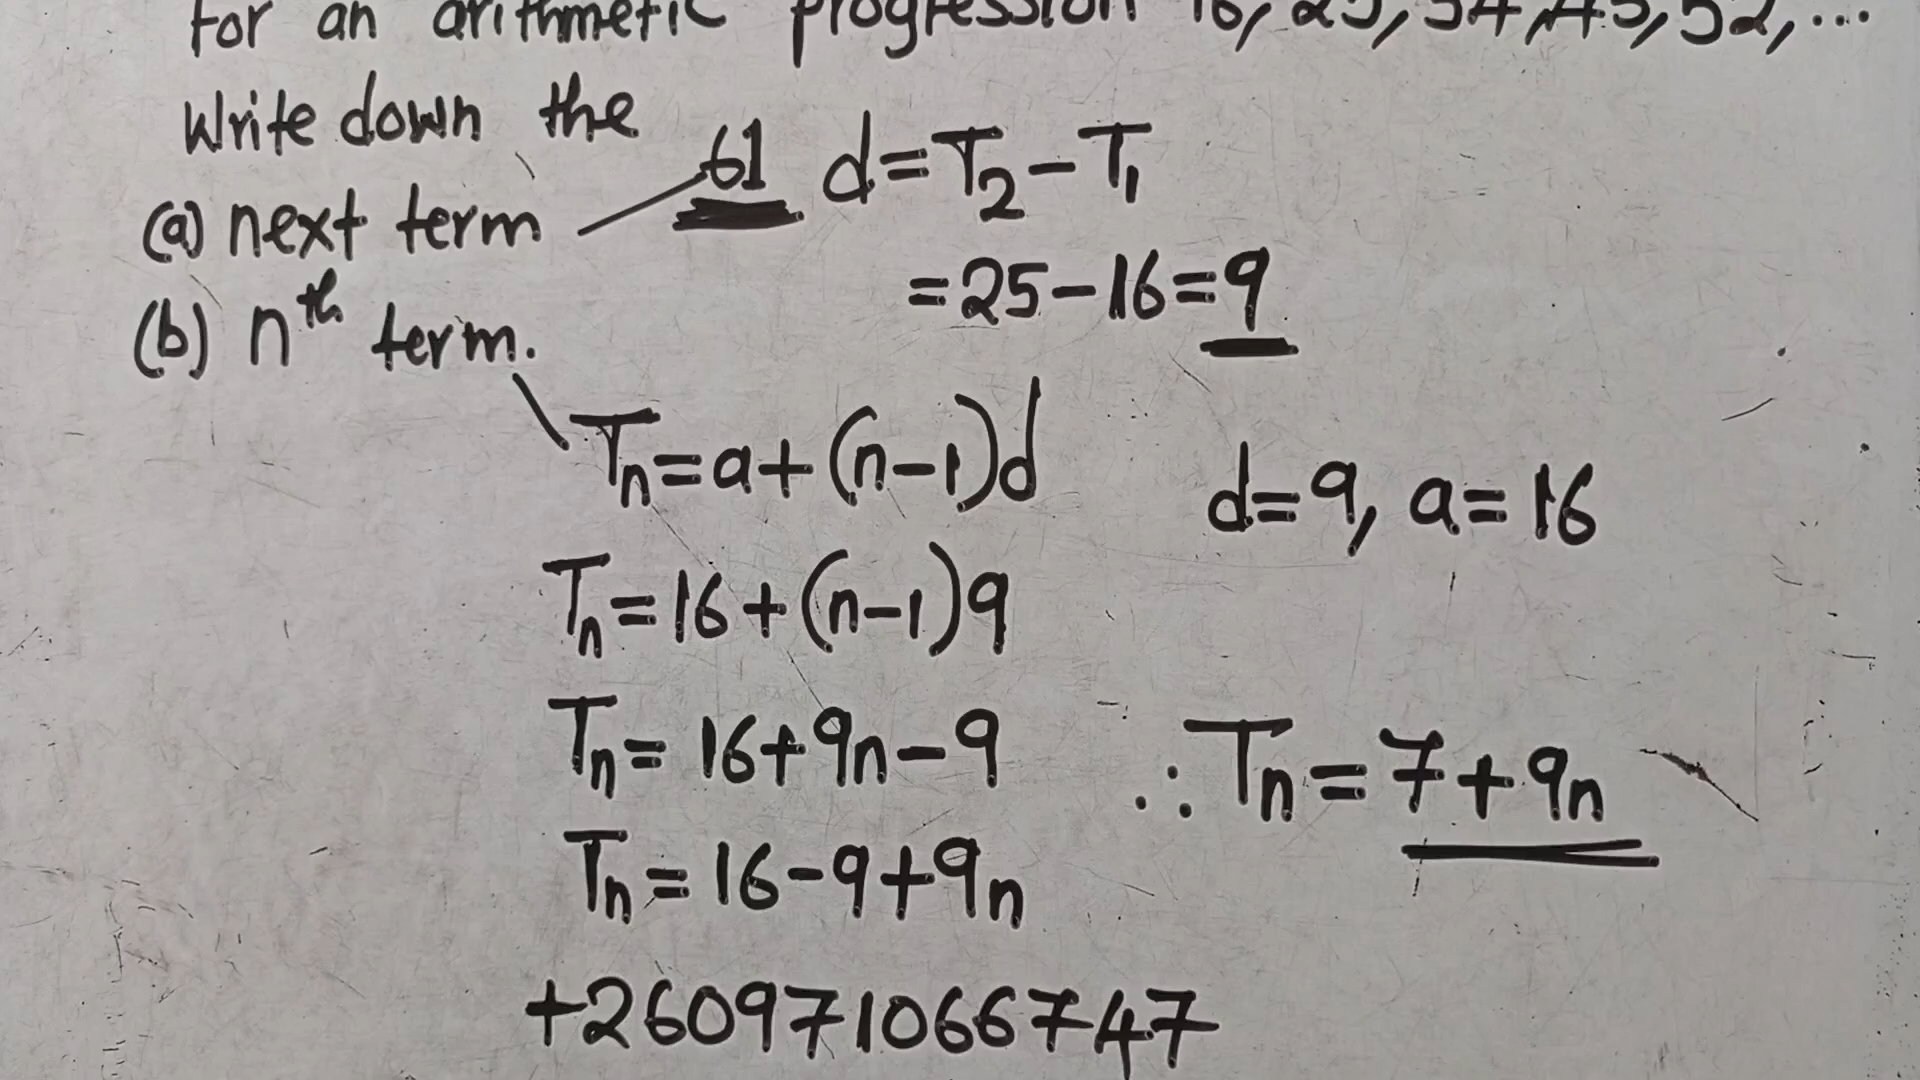 for an arithmetic progression 16, 25, 34, 43, 52, ...
Write down the
(a) next term — 61
d = T₂ - T₁
= 25 - 16 = 9
(b) nᵗʰ term.
Tₙ = a + (n-1)d
d = 9, a = 16
Tₙ = 16 + (n-1)9
Tₙ = 16 + 9n - 9
∴ Tₙ = 7 + 9n
Tₙ = 16 - 9 + 9n
+260971066747